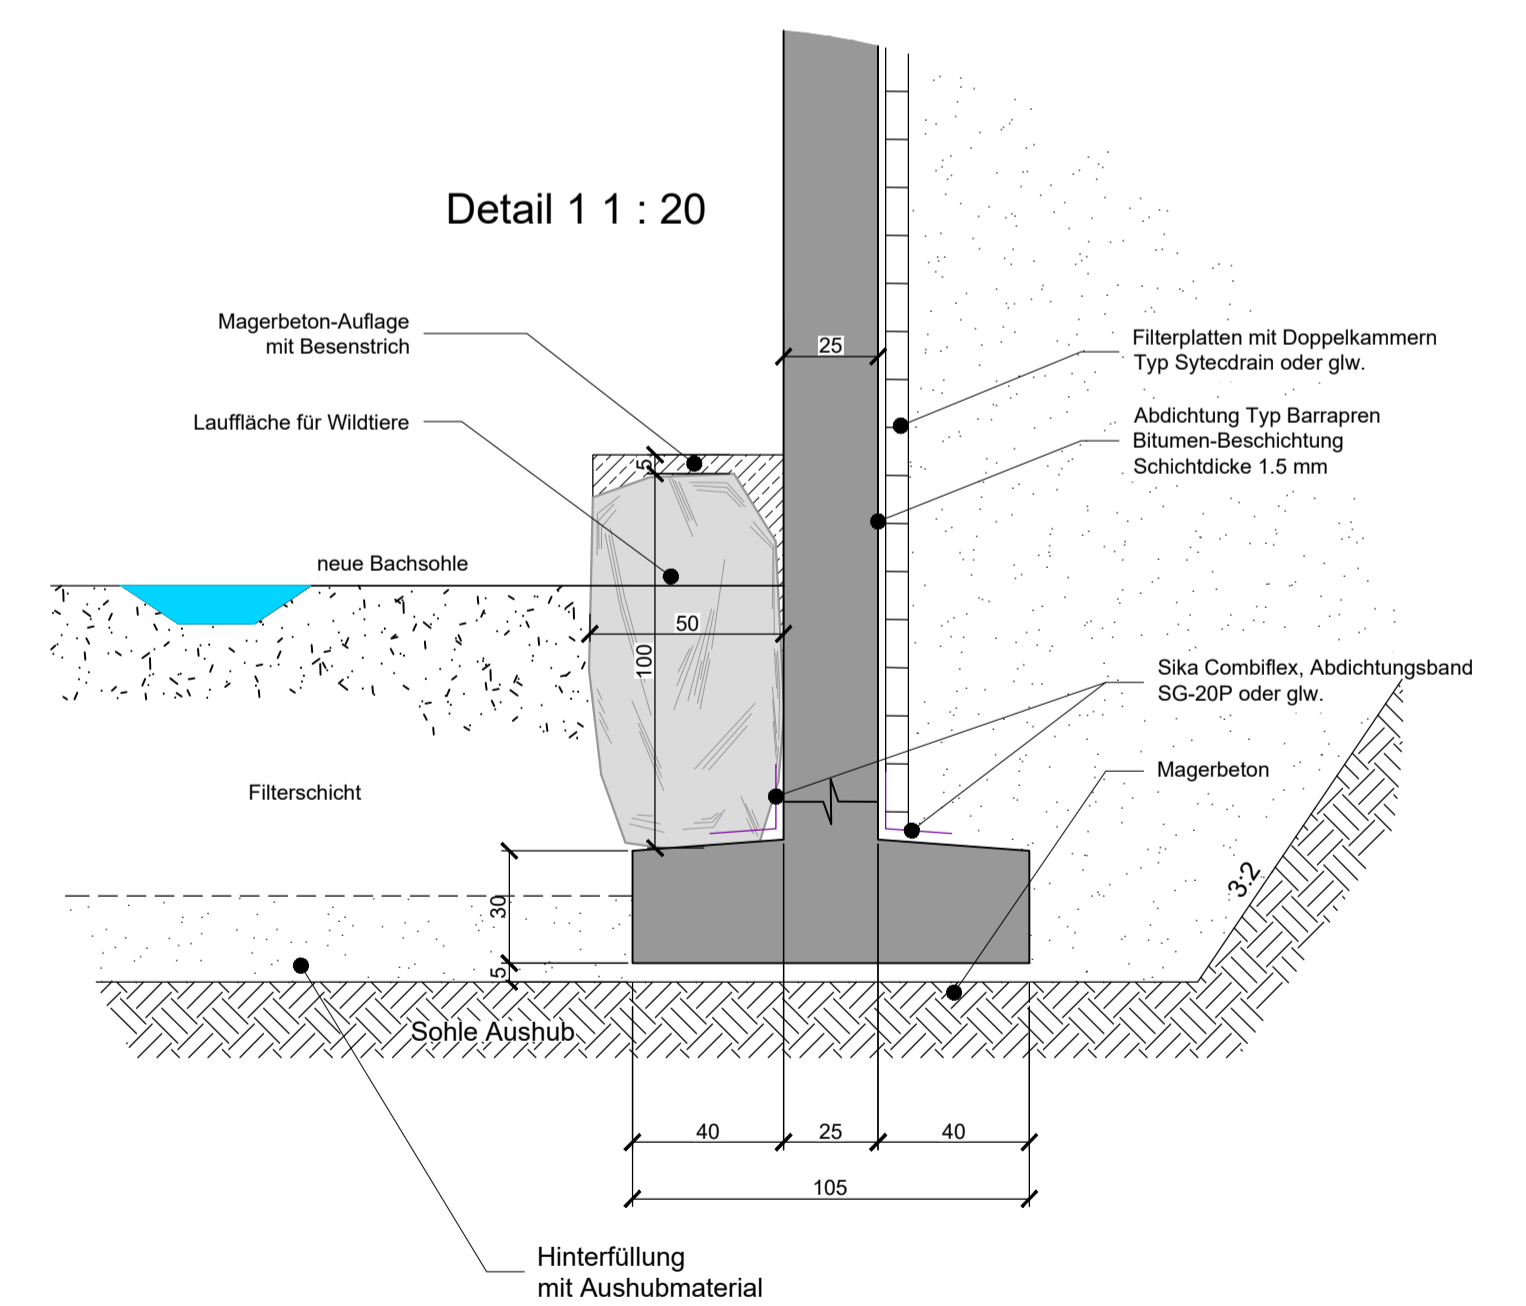 Detail 1 1 : 20
Magerbeton-Auflage
mit Besenstrich
25
Filterplatten mit Doppelkammern
Typ Sytecdrain oder glw.
Lauffläche für Wildtiere
Abdichtung Typ Barrapren
Bitumen-Beschichtung
Schichtdicke 1.5 mm
5
neue Bachsohle
50
100
Sika Combiflex, Abdichtungsband
SG-20P oder glw.
Filterschicht
Magerbeton
3:2
30
5
Sohle Aushub
40
25
40
105
Hinterfüllung
mit Aushubmaterial